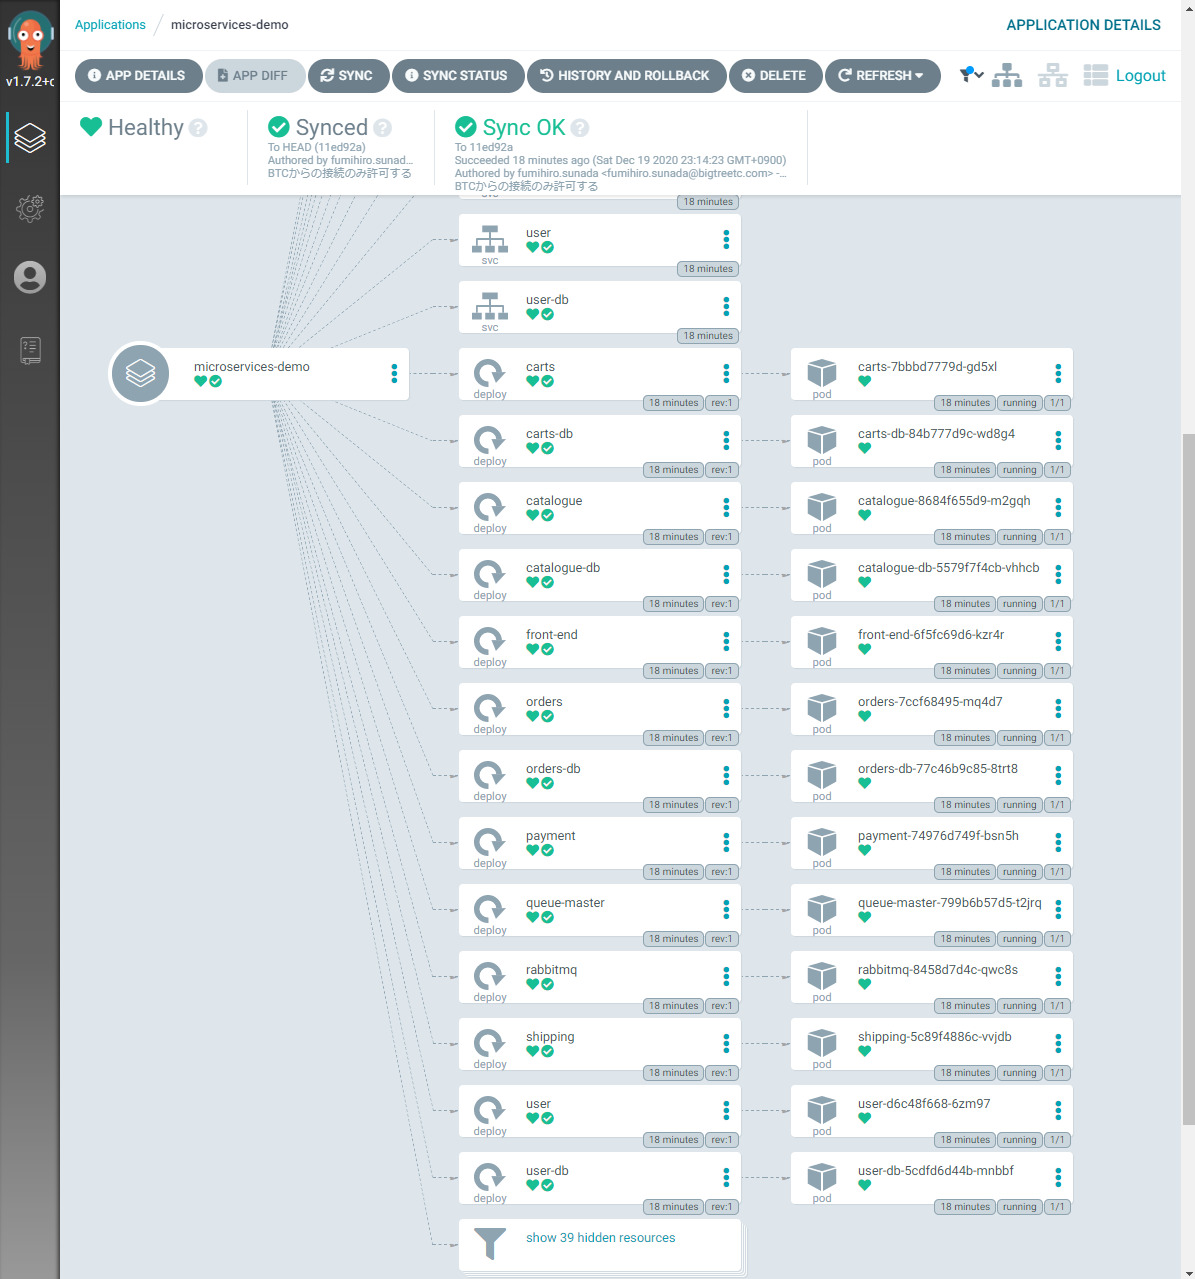 Applications / microservices-demo
APPLICATION DETAILS
v1.7.2+c
APP DETAILS
APP DIFF
SYNC
SYNC STATUS
HISTORY AND ROLLBACK
DELETE
REFRESH
Logout
Healthy
Synced
To HEAD (11ed92a)
Authored by fumihiro.sunad...
BTCからの接続のみ許可する
Sync OK
To 11ed92a
Succeeded 18 minutes ago (Sat Dec 19 2020 23:14:23 GMT+0900)
Authored by fumihiro.sunada <fumihiro.sunada@bigtreetc.com> -...
BTCからの接続のみ許可する
svc
18 minutes
user
svc
18 minutes
user-db
svc
18 minutes
microservices-demo
carts
deploy
18 minutes rev:1
carts-7bbbd7779d-gd5xl
pod
18 minutes running 1/1
carts-db
deploy
18 minutes rev:1
carts-db-84b777d9c-wd8g4
pod
18 minutes running 1/1
catalogue
deploy
18 minutes rev:1
catalogue-8684f655d9-m2gqh
pod
18 minutes running 1/1
catalogue-db
deploy
18 minutes rev:1
catalogue-db-5579f7f4cb-vhhcb
pod
18 minutes running 1/1
front-end
deploy
18 minutes rev:1
front-end-6f5fc69d6-kzr4r
pod
18 minutes running 1/1
orders
deploy
18 minutes rev:1
orders-7ccf68495-mq4d7
pod
18 minutes running 1/1
orders-db
deploy
18 minutes rev:1
orders-db-77c46b9c85-8trt8
pod
18 minutes running 1/1
payment
deploy
18 minutes rev:1
payment-74976d749f-bsn5h
pod
18 minutes running 1/1
queue-master
deploy
18 minutes rev:1
queue-master-799b6b57d5-t2jrq
pod
18 minutes running 1/1
rabbitmq
deploy
18 minutes rev:1
rabbitmq-8458d7d4c-qwc8s
pod
18 minutes running 1/1
shipping
deploy
18 minutes rev:1
shipping-5c89f4886c-vvjdb
pod
18 minutes running 1/1
user
deploy
18 minutes rev:1
user-d6c48f668-6zm97
pod
18 minutes running 1/1
user-db
deploy
18 minutes rev:1
user-db-5cdfd6d44b-mnbbf
pod
18 minutes running 1/1
show 39 hidden resources